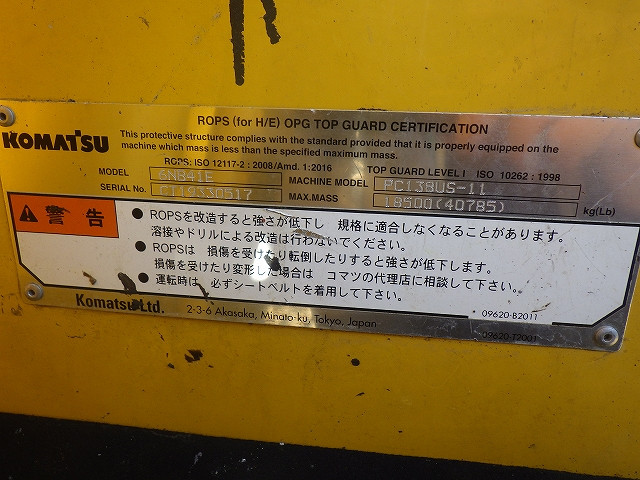 ROPS (for H/E) OPG TOP GUARD CERTIFICATION
KOMATSU
This protective structure complies with the standard provided that it is properly equipped on the
machine which mass is less than the specified maximum mass.
ROPS: ISO 12117-2 : 2008/Amd. 1:2016 TOP GUARD LEVEL I ISO 10262 : 1998
MODEL 6NB41E MACHINE MODEL PC138US-11
SERIAL No. CJ19330517 MAX.MASS 18500(40785) kg(Lb)
警告
● ROPSを改造すると強さが低下し 規格に適合しなくなることがあります。
溶接やドリルによる改造は行わないでください。
● ROPSは 損傷を受けたり転倒したりすると強さが低下します。
損傷を受けたり変形した場合は コマツの代理店に相談して下さい。
● 運転時は 必ずシートベルトを着用して下さい。
Komatsu Ltd. 2-3-6 Akasaka, Minato-ku, Tokyo, Japan
09620-B2011
09620-T2001